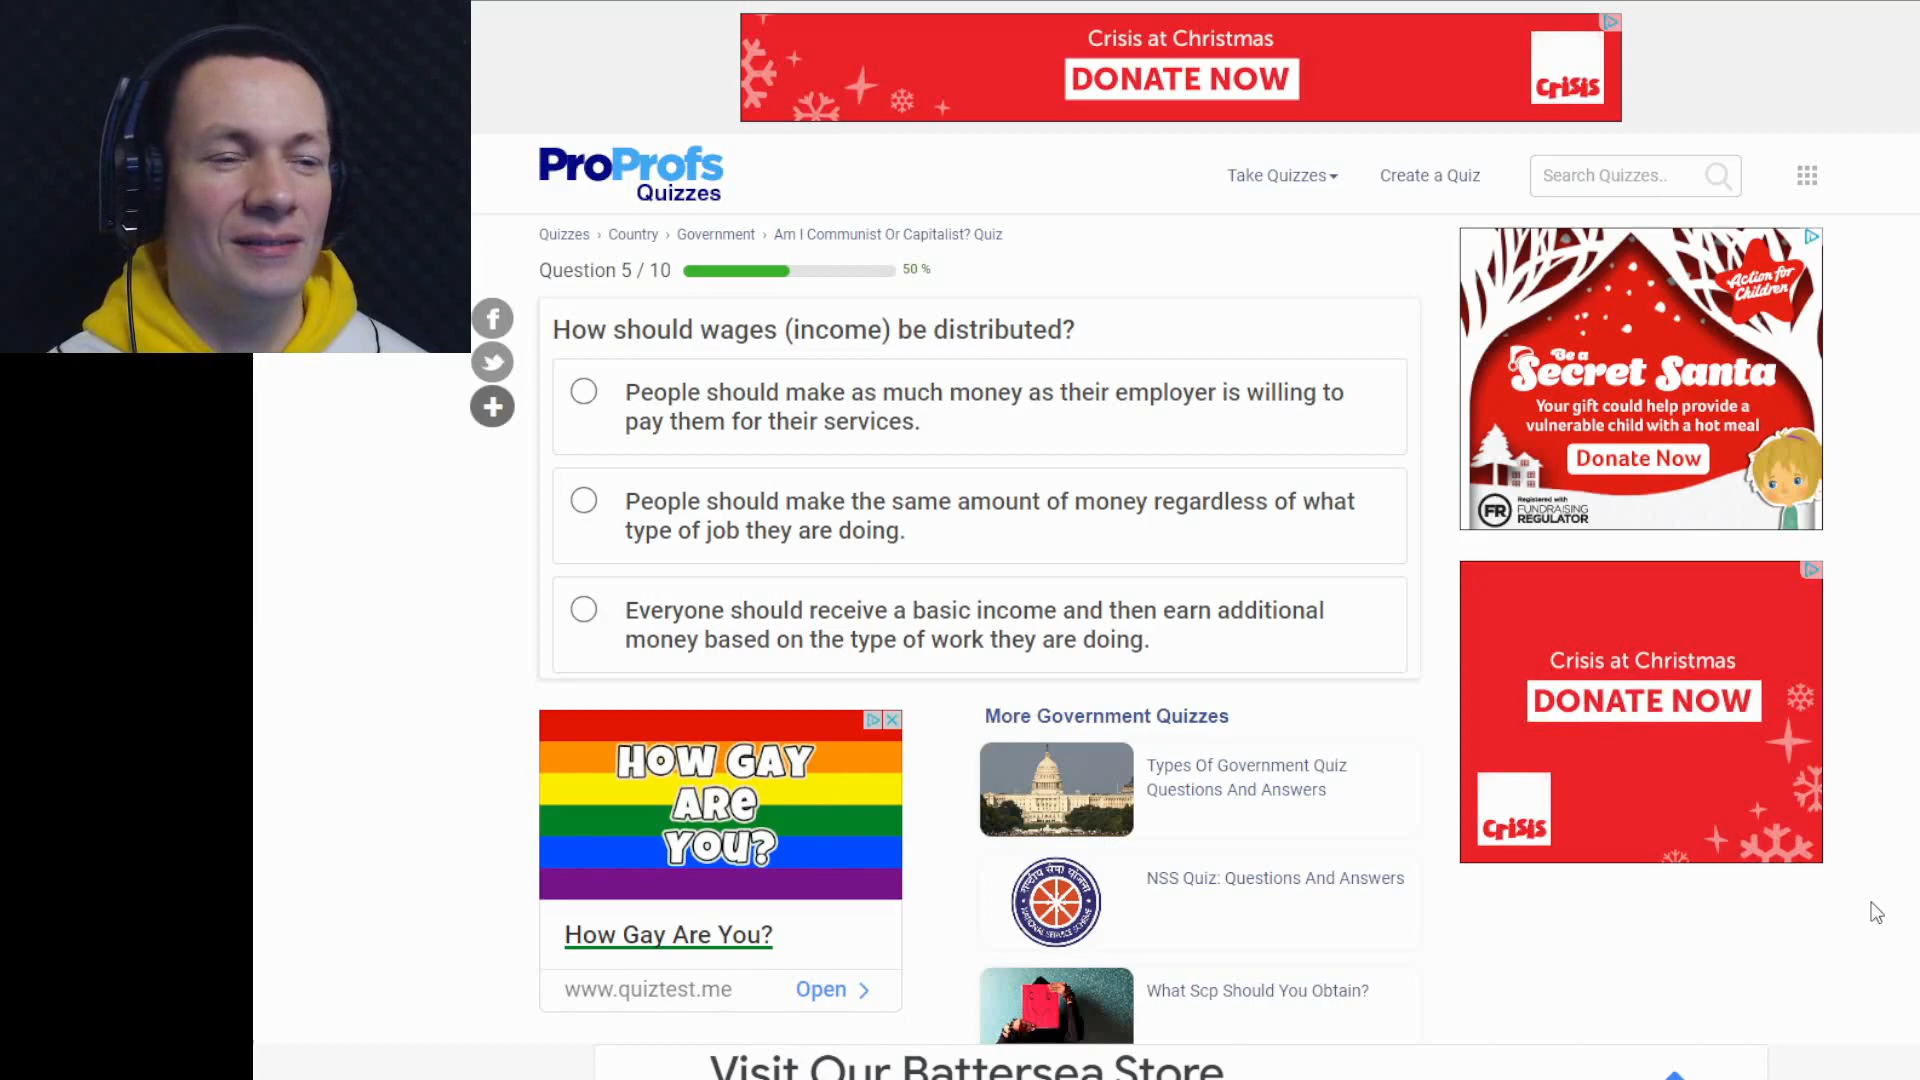 Crisis at Christmas
DONATE NOW
crisis
ProProfs
Quizzes
Take Quizzes
Create a Quiz
Search Quizzes..
Quizzes › Country › Government › Am I Communist Or Capitalist? Quiz
Question 5 / 10
50 %
How should wages (income) be distributed?
People should make as much money as their employer is willing to
pay them for their services.
People should make the same amount of money regardless of what
type of job they are doing.
Everyone should receive a basic income and then earn additional
money based on the type of work they are doing.
Action for
Children
Be a
Secret Santa
Your gift could help provide a
vulnerable child with a hot meal
Donate Now
FR
Registered with
FUNDRAISING
REGULATOR
Crisis at Christmas
DONATE NOW
crisis
HOW GAY
ARE
YOU?
How Gay Are You?
www.quiztest.me
Open
More Government Quizzes
Types Of Government Quiz
Questions And Answers
राष्ट्रीय सेवा योजना
NATIONAL SERVICE SCHEME
NSS Quiz: Questions And Answers
What Scp Should You Obtain?
Visit Our Battersea Store